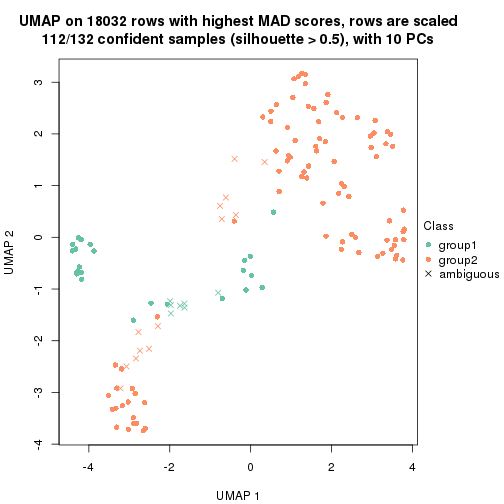 UMAP on 18032 rows with highest MAD scores, rows are scaled
112/132 confident samples (silhouette > 0.5), with 10 PCs
3
2
1
0
-1
-2
-3
-4
UMAP 2
-4
-2
0
2
4
UMAP 1
Class
group1
group2
ambiguous